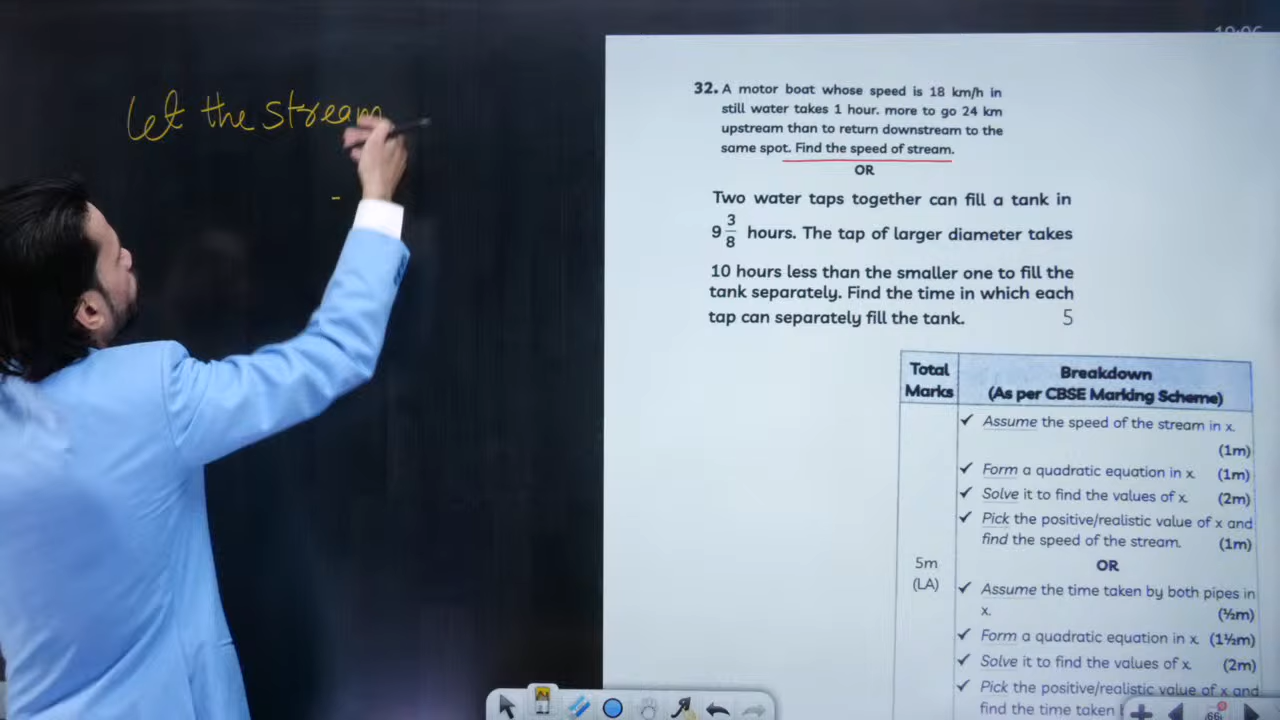 let the stream
32. A motor boat whose speed is 18 km/h in
still water takes 1 hour. more to go 24 km
upstream than to return downstream to the
same spot. Find the speed of stream.
OR
Two water taps together can fill a tank in
9 3/8 hours. The tap of larger diameter takes
10 hours less than the smaller one to fill the
tank separately. Find the time in which each
tap can separately fill the tank. 5
Total Marks
Breakdown
(As per CBSE Marking Scheme)
5m
(LA)
✓ Assume the speed of the stream in x.
(1m)
✓ Form a quadratic equation in x (1m)
✓ Solve it to find the values of x (2m)
✓ Pick the positive/realistic value of x and
find the speed of the stream. (1m)
OR
✓ Assume the time taken by both pipes in
x. (½m)
✓ Form a quadratic equation in x (1½m)
✓ Solve it to find the values of x (2m)
✓ Pick the positive/realistic value of x and
find the time taken